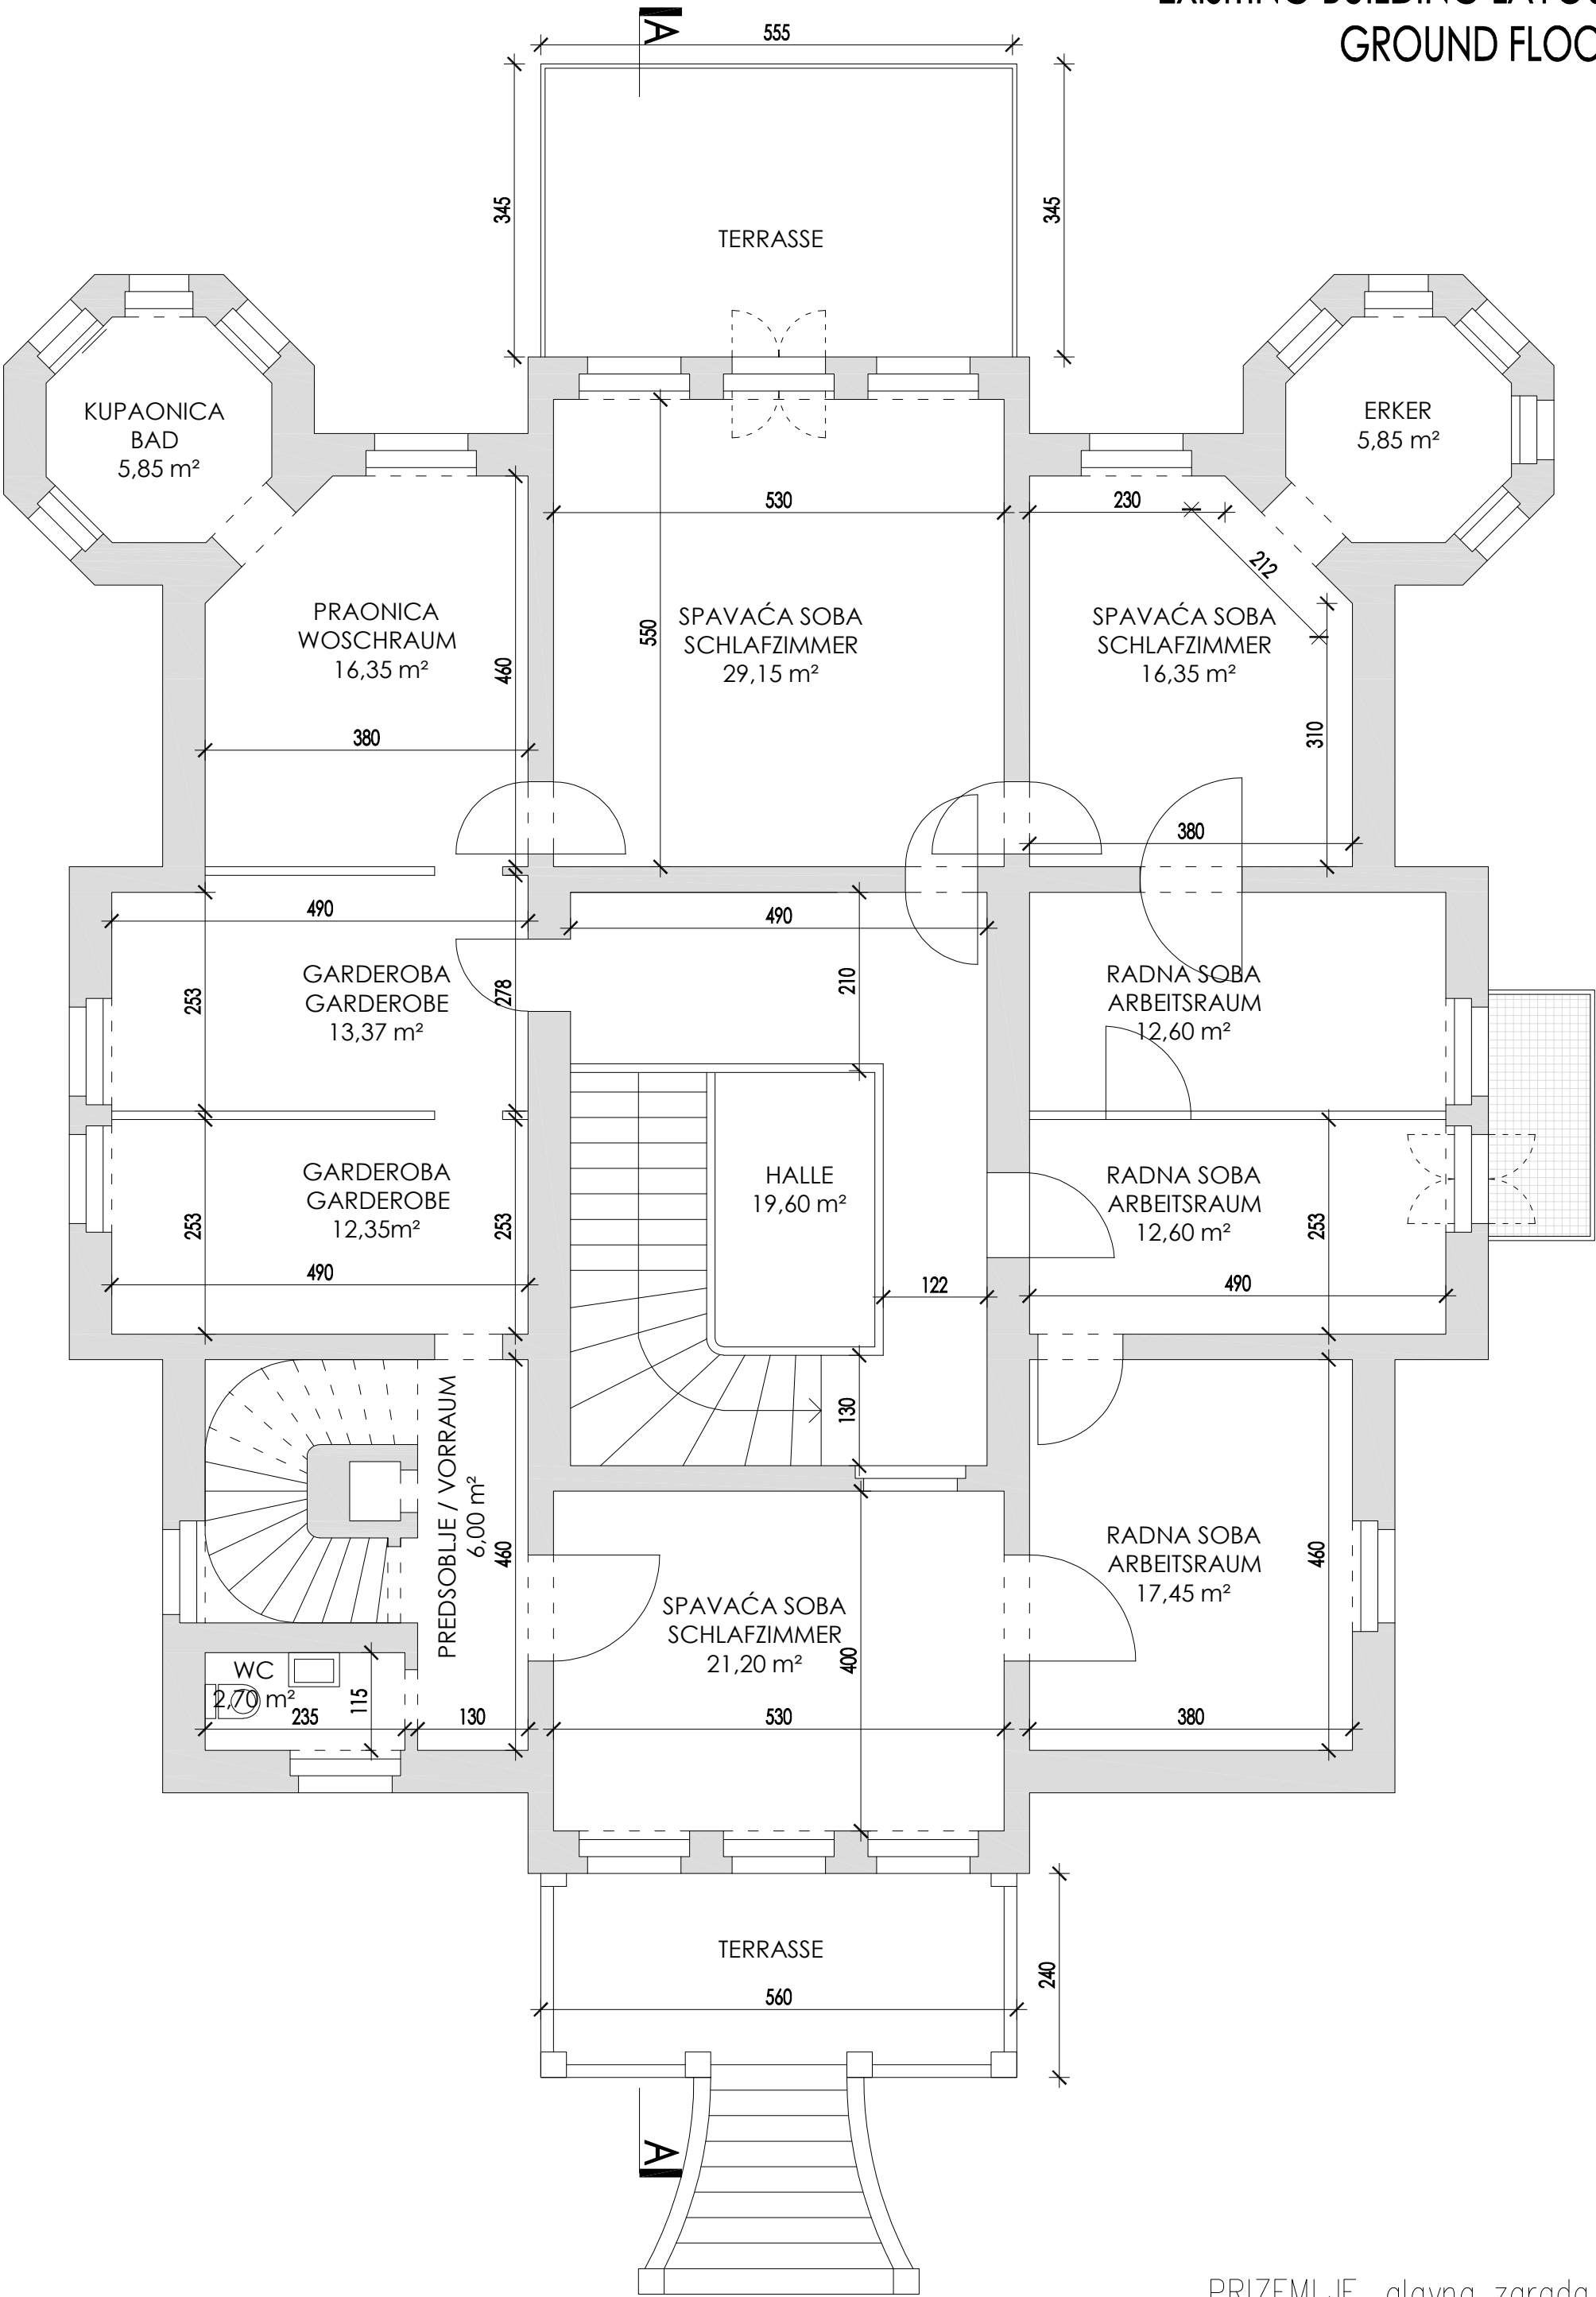 GROUND FLOO
A
555
345
345
TERRASSE
KUPAONICA
BAD
5,85 m²
ERKER
5,85 m²
530
230
212
PRAONICA
WOSCHRAUM
16,35 m²
460
550
SPAVAĆA SOBA
SCHLAFZIMMER
29,15 m²
SPAVAĆA SOBA
SCHLAFZIMMER
16,35 m²
310
380
380
490
490
253
GARDEROBA
GARDEROBE
13,37 m²
278
210
RADNA SOBA
ARBEITSRAUM
12,60 m²
253
GARDEROBA
GARDEROBE
12,35m²
253
HALLE
19,60 m²
RADNA SOBA
ARBEITSRAUM
12,60 m²
253
490
122
490
130
PREDSOBLJE / VORRAUM
6,00 m²
460
RADNA SOBA
ARBEITSRAUM
17,45 m²
460
SPAVAĆA SOBA
SCHLAFZIMMER
21,20 m²
400
WC
2,70 m²
115
235
130
530
380
TERRASSE
560
240
A
PRIZEMLJE glavna zgrada